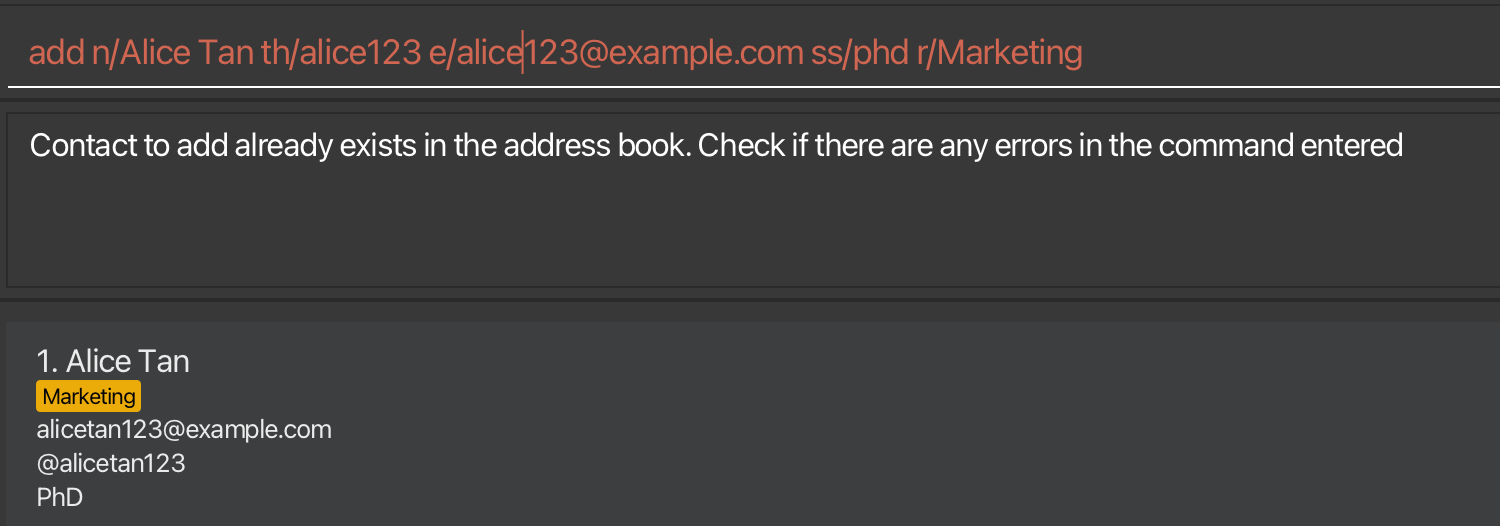 add n/Alice Tan th/alice123 e/alice123@example.com ss/phd r/Marketing
Contact to add already exists in the address book. Check if there are any errors in the command entered
1. Alice Tan
Marketing
alicetan123@example.com
@alicetan123
PhD